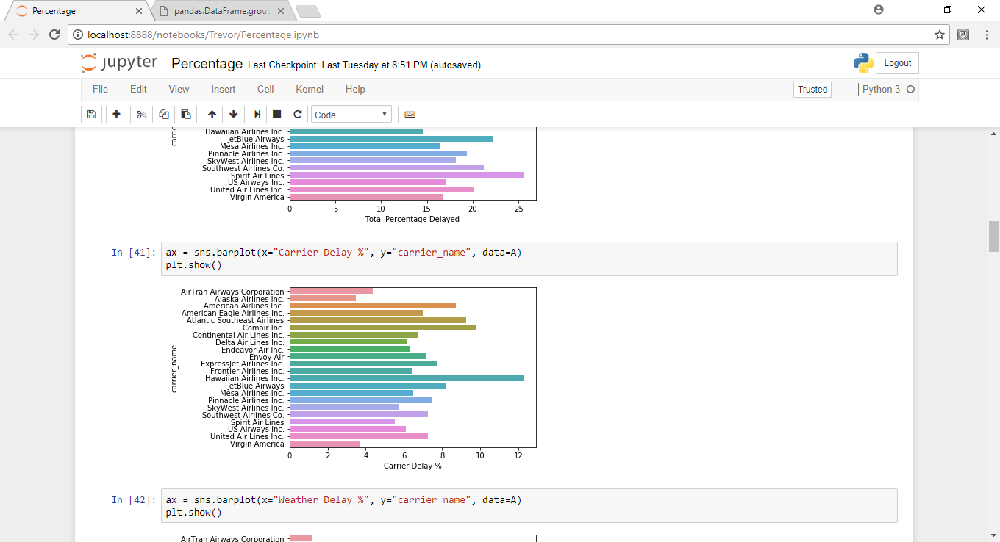 Percentage
pandas.DataFrame.group
localhost:8888/notebooks/Trevor/Percentage.ipynb
jupyter Percentage Last Checkpoint: Last Tuesday at 8:51 PM (autosaved) Logout
File Edit View Insert Cell Kernel Help Trusted Python 3
Code
Hawaiian Airlines Inc.
JetBlue Airways
Mesa Airlines Inc.
Pinnacle Airlines Inc.
SkyWest Airlines Inc.
Southwest Airlines Co.
Spirit Air Lines
US Airways Inc.
United Air Lines Inc.
Virgin America
0 5 10 15 20 25
Total Percentage Delayed
In [41]: ax = sns.barplot(x="Carrier Delay %", y="carrier_name", data=A)
plt.show()
carrier_name
AirTran Airways Corporation
Alaska Airlines Inc.
American Airlines Inc.
American Eagle Airlines Inc.
Atlantic Southeast Airlines
Comair Inc.
Continental Air Lines Inc.
Delta Air Lines Inc.
Endeavor Air Inc.
Envoy Air
ExpressJet Airlines Inc.
Frontier Airlines Inc.
Hawaiian Airlines Inc.
JetBlue Airways
Mesa Airlines Inc.
Pinnacle Airlines Inc.
SkyWest Airlines Inc.
Southwest Airlines Co.
Spirit Air Lines
US Airways Inc.
United Air Lines Inc.
Virgin America
0 2 4 6 8 10 12
Carrier Delay %
In [42]: ax = sns.barplot(x="Weather Delay %", y="carrier_name", data=A)
plt.show()
AirTran Airways Corporation